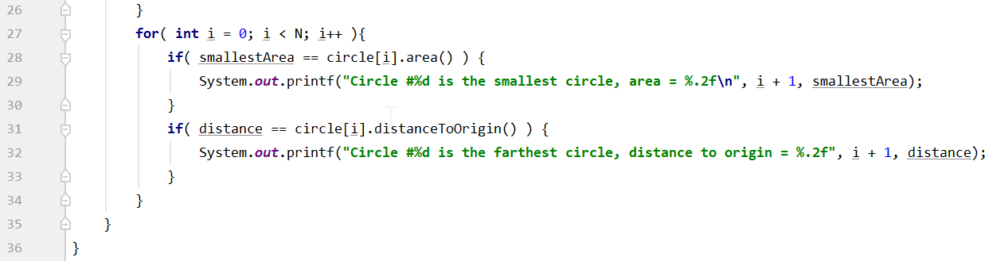 26 }
27 for( int i = 0; i < N; i++ ){
28 if( smallestArea == circle[i].area() ) {
29 System.out.printf("Circle #%d is the smallest circle, area = %.2f\n", i + 1, smallestArea);
30 }
31 if( distance == circle[i].distanceToOrigin() ) {
32 System.out.printf("Circle #%d is the farthest circle, distance to origin = %.2f", i + 1, distance);
33 }
34 }
35 }
36 }